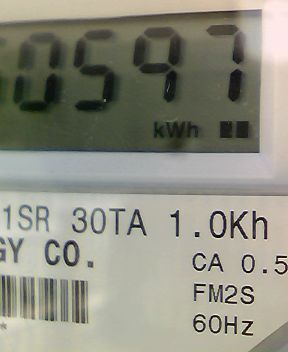 0597
kWh
1SR 30TA 1.0Kh
GY CO.
CA 0.5
FM2S
60Hz